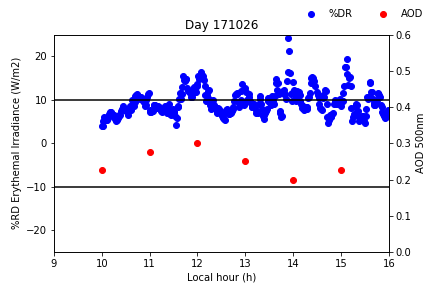 %DR AOD
Day 171026
%RD Erythemal Irradiance (W/m2)
20
10
0
−10
−20
0.6
0.5
0.4
0.3
0.2
0.1
0.0
AOD 500nm
9 10 11 12 13 14 15 16
Local hour (h)